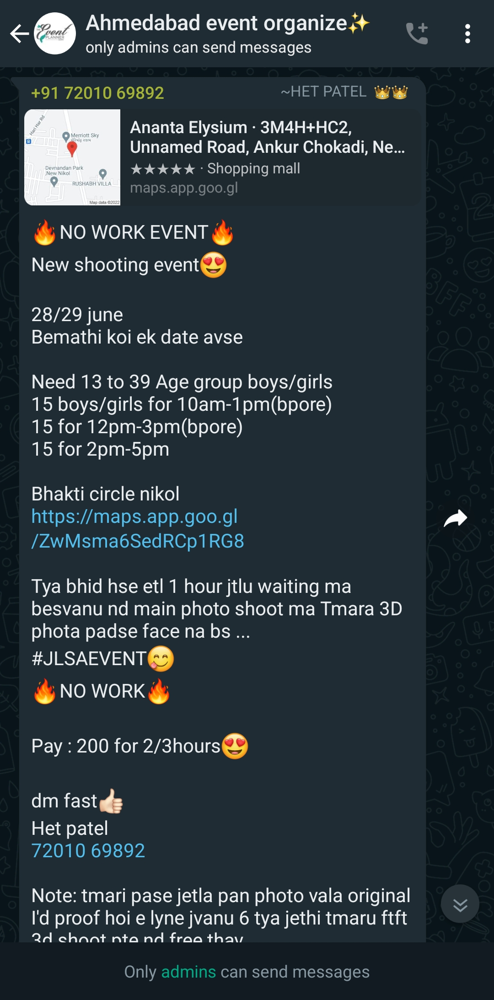 Ahmedabad event organize✨
only admins can send messages
Event
PLANNER
+91 72010 69892
~HET PATEL 👑👑
Hari Har Rd
Merriott Sky
મેરિયોટ્ટ સ્કાય
Devnandan Park
,New Nikol
RUSHABH VILLA
Map data ©2022
Ananta Elysium · 3M4H+HC2,
Unnamed Road, Ankur Chokadi, Ne...
★★★★★ · Shopping mall
maps.app.goo.gl
🔥NO WORK EVENT🔥
New shooting event😍
28/29 june
Bemathi koi ek date avse
Need 13 to 39 Age group boys/girls
15 boys/girls for 10am-1pm(bpore)
15 for 12pm-3pm(bpore)
15 for 2pm-5pm
Bhakti circle nikol
https://maps.app.goo.gl
/ZwMsma6SedRCp1RG8
Tya bhid hse etl 1 hour jtlu waiting ma
besvanu nd main photo shoot ma Tmara 3D
phota padse face na bs ...
#JLSAEVENT😋
🔥NO WORK🔥
Pay : 200 for 2/3hours😍
dm fast👍🏻
Het patel
72010 69892
Note: tmari pase jetla pan photo vala original
I'd proof hoi e lyne jvanu 6 tya jethi tmaru ftft
3d shoot pte nd free thay
Only admins can send messages